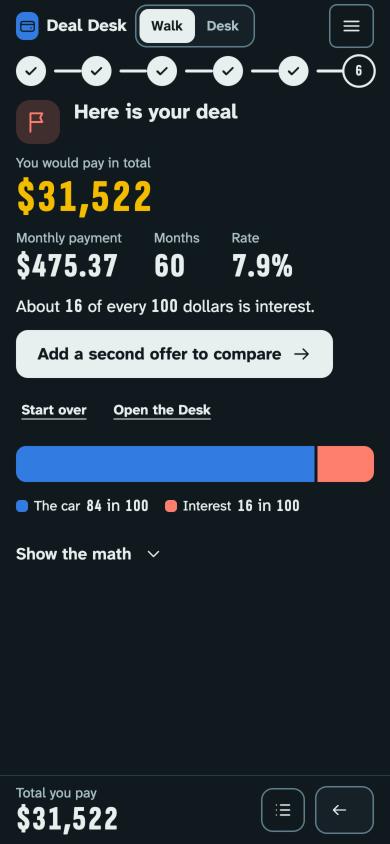 Deal Desk Walk Desk
6
Here is your deal
You would pay in total
$31,522
Monthly payment Months Rate
$475.37 60 7.9%
About 16 of every 100 dollars is interest.
Add a second offer to compare →
Start over Open the Desk
The car 84 in 100 Interest 16 in 100
Show the math
Total you pay
$31,522